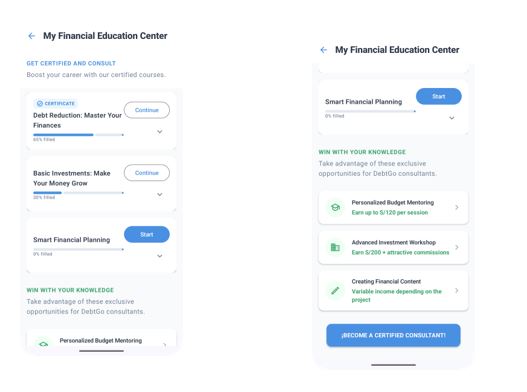 My Financial Education Center
GET CERTIFIED AND CONSULT
Boost your career with our certified courses.
CERTIFICATE
Debt Reduction: Master Your
Finances
Continue
65% filled
Basic Investments: Make
Your Money Grow
Continue
30% filled
Smart Financial Planning
Start
0% filled
WIN WITH YOUR KNOWLEDGE
Take advantage of these exclusive
opportunities for DebtGo consultants.
Personalized Budget Mentoring
My Financial Education Center
Smart Financial Planning
Start
0% filled
WIN WITH YOUR KNOWLEDGE
Take advantage of these exclusive
opportunities for DebtGo consultants.
Personalized Budget Mentoring
Earn up to S/120 per session
Advanced Investment Workshop
Earn S/200 + attractive commissions
Creating Financial Content
Variable income depending on the
project
¡BECOME A CERTIFIED CONSULTANT!